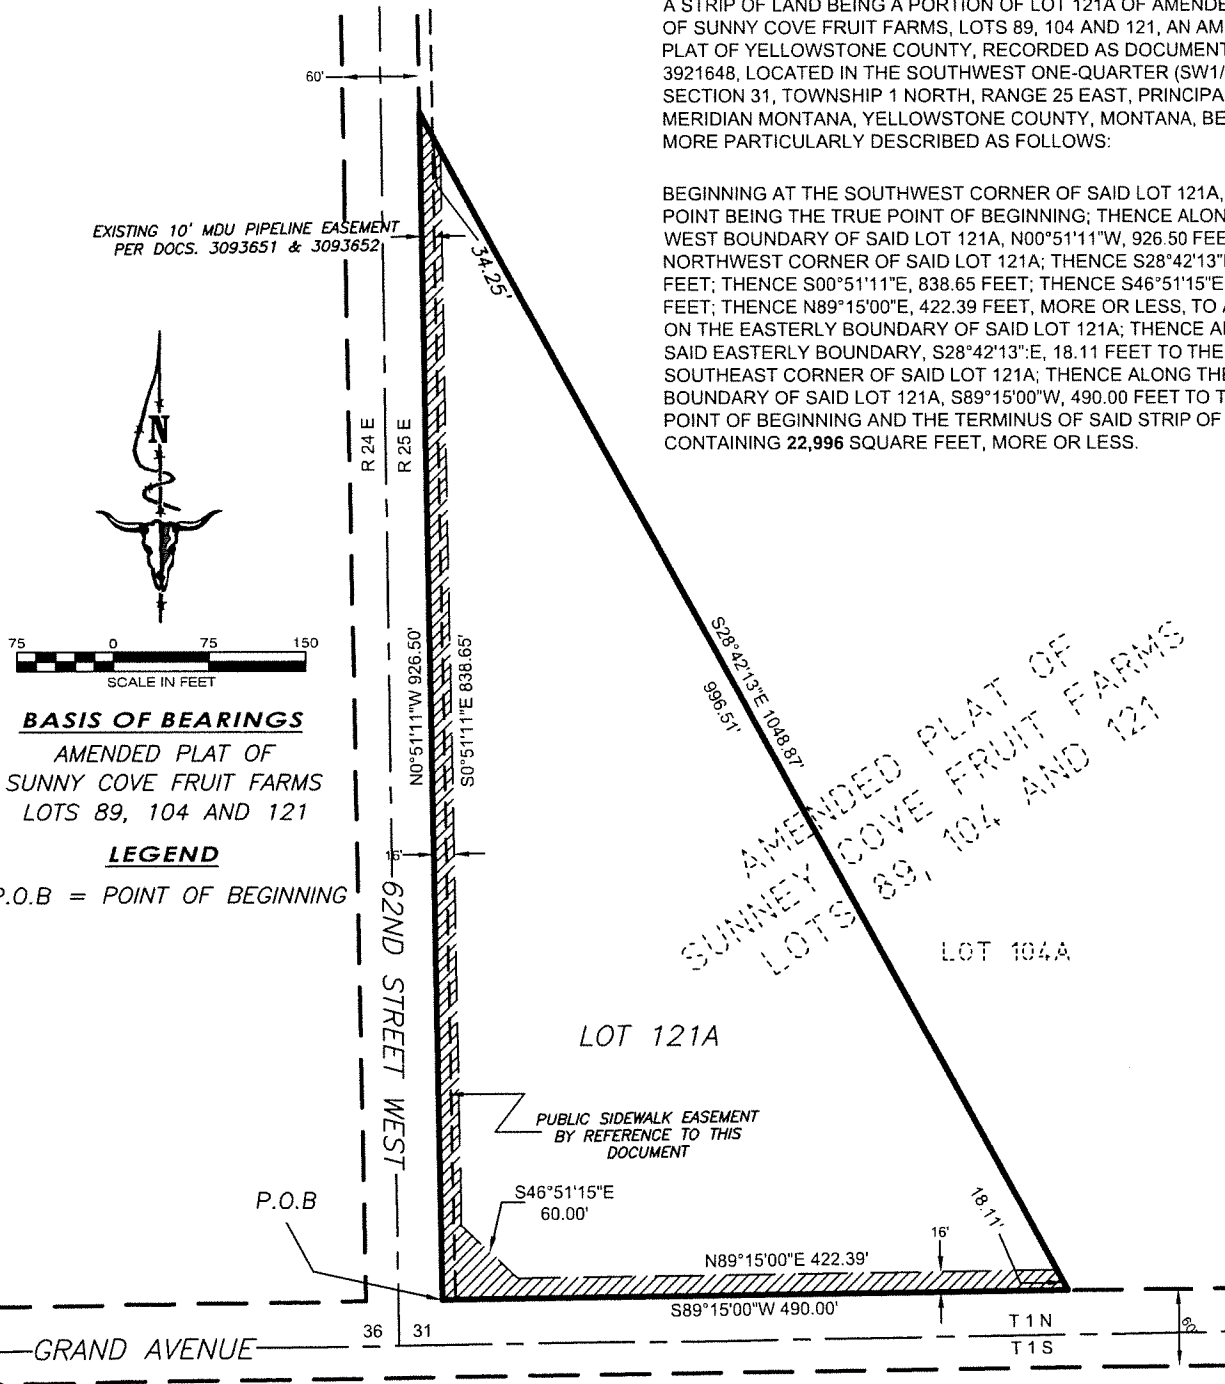 A STRIP OF LAND BEING A PORTION OF LOT 121A OF AMENDE
OF SUNNY COVE FRUIT FARMS, LOTS 89, 104 AND 121, AN AM
PLAT OF YELLOWSTONE COUNTY, RECORDED AS DOCUMENT
3921648, LOCATED IN THE SOUTHWEST ONE-QUARTER (SW1/
SECTION 31, TOWNSHIP 1 NORTH, RANGE 25 EAST, PRINCIPA
MERIDIAN MONTANA, YELLOWSTONE COUNTY, MONTANA, BE
MORE PARTICULARLY DESCRIBED AS FOLLOWS:
BEGINNING AT THE SOUTHWEST CORNER OF SAID LOT 121A,
POINT BEING THE TRUE POINT OF BEGINNING; THENCE ALON
WEST BOUNDARY OF SAID LOT 121A, N00°51'11"W, 926.50 FEE
NORTHWEST CORNER OF SAID LOT 121A; THENCE S28°42'13"
FEET; THENCE S00°51'11"E, 838.65 FEET; THENCE S46°51'15"E
FEET; THENCE N89°15'00"E, 422.39 FEET, MORE OR LESS, TO A
ON THE EASTERLY BOUNDARY OF SAID LOT 121A; THENCE A
SAID EASTERLY BOUNDARY, S28°42'13":E, 18.11 FEET TO THE
SOUTHEAST CORNER OF SAID LOT 121A; THENCE ALONG THE
BOUNDARY OF SAID LOT 121A, S89°15'00"W, 490.00 FEET TO T
POINT OF BEGINNING AND THE TERMINUS OF SAID STRIP OF
CONTAINING 22,996 SQUARE FEET, MORE OR LESS.
60'
EXISTING 10' MDU PIPELINE EASEMENT
PER DOCS. 3093651 & 3093652
34.25'
N
R 24 E
R 25 E
75 0 75 150
SCALE IN FEET
BASIS OF BEARINGS
AMENDED PLAT OF
SUNNY COVE FRUIT FARMS
LOTS 89, 104 AND 121
LEGEND
P.O.B = POINT OF BEGINNING
N0°51'11"W 926.50'
S0°51'11"E 838.65'
S28°42'13"E 1048.87'
996.51'
AMENDED PLAT OF
SUNNEY COVE FRUIT FARMS
LOTS 89, 104 AND 121
16'
62ND STREET WEST
LOT 104A
LOT 121A
PUBLIC SIDEWALK EASEMENT
BY REFERENCE TO THIS
DOCUMENT
P.O.B
S46°51'15"E
60.00'
18.11'
16'
N89°15'00"E 422.39'
S89°15'00"W 490.00'
36 31
T 1 N
T 1 S
60'
GRAND AVENUE